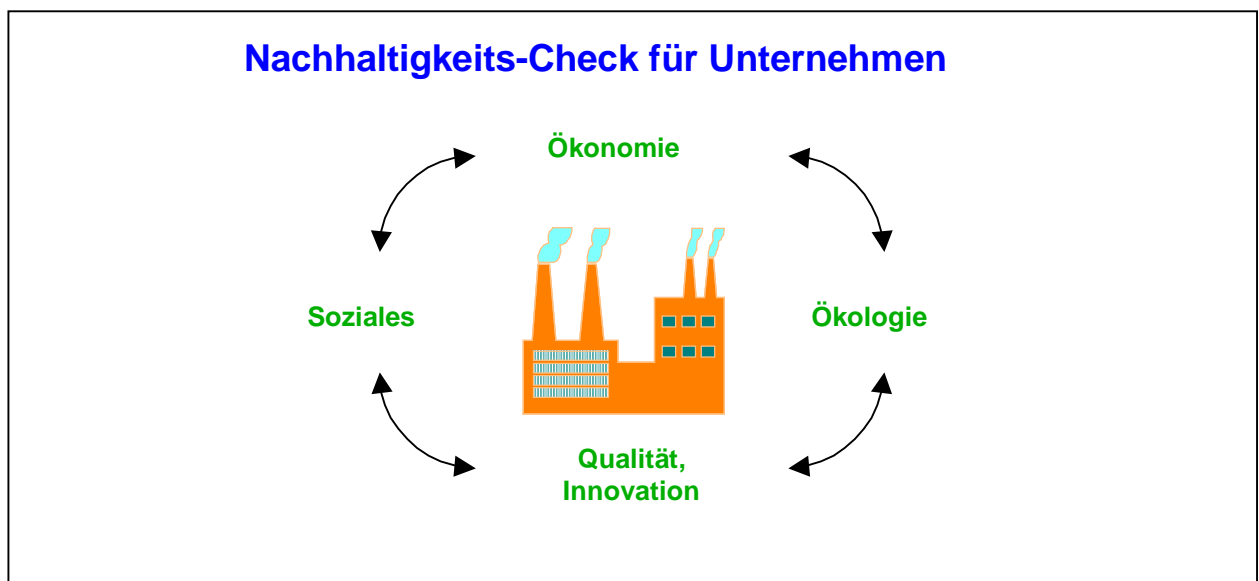 Nachhaltigkeits-Check für Unternehmen
Ökonomie
Soziales
Ökologie
Qualität,
Innovation